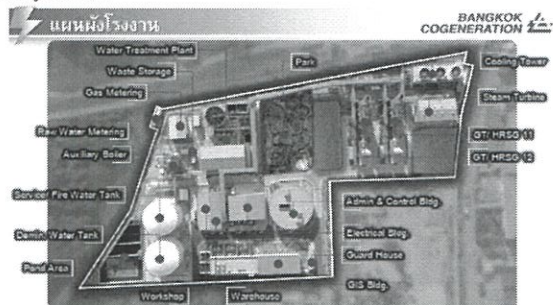 แผนผังโรงงาน
BANGKOK
COGENERATION
Water Treatment Plant
Waste Storage
Gas Metering
Park
Cooling Tower
Steam Turbine
Raw Water Metering
Auxiliary Boiler
GT/ HRSG 11
GT/ HRSG 12
Service/ Fire Water Tank
Demin Water Tank
Pond Area
Admin & Control Bldg.
Electrical Bldg.
Guard House
GIS Bldg.
Workshop
Warehouse